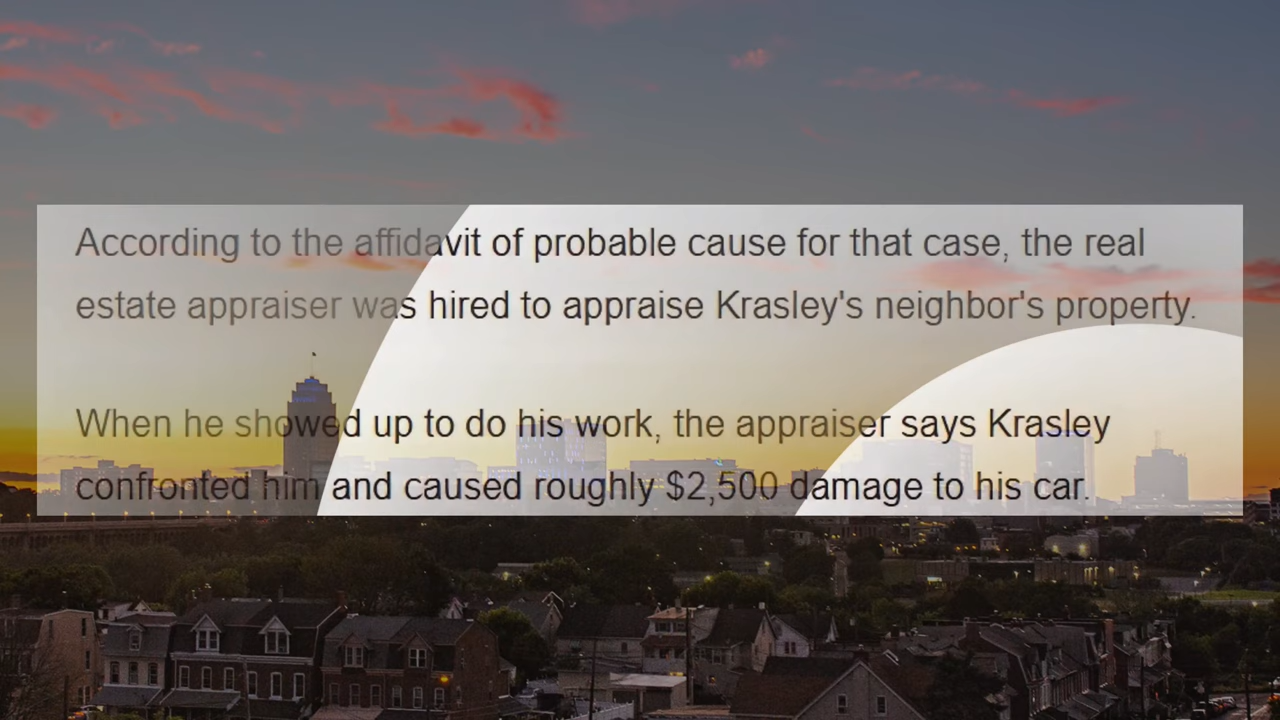 According to the affidavit of probable cause for that case, the real
estate appraiser was hired to appraise Krasley's neighbor's property.
When he showed up to do his work, the appraiser says Krasley
confronted him and caused roughly $2,500 damage to his car.